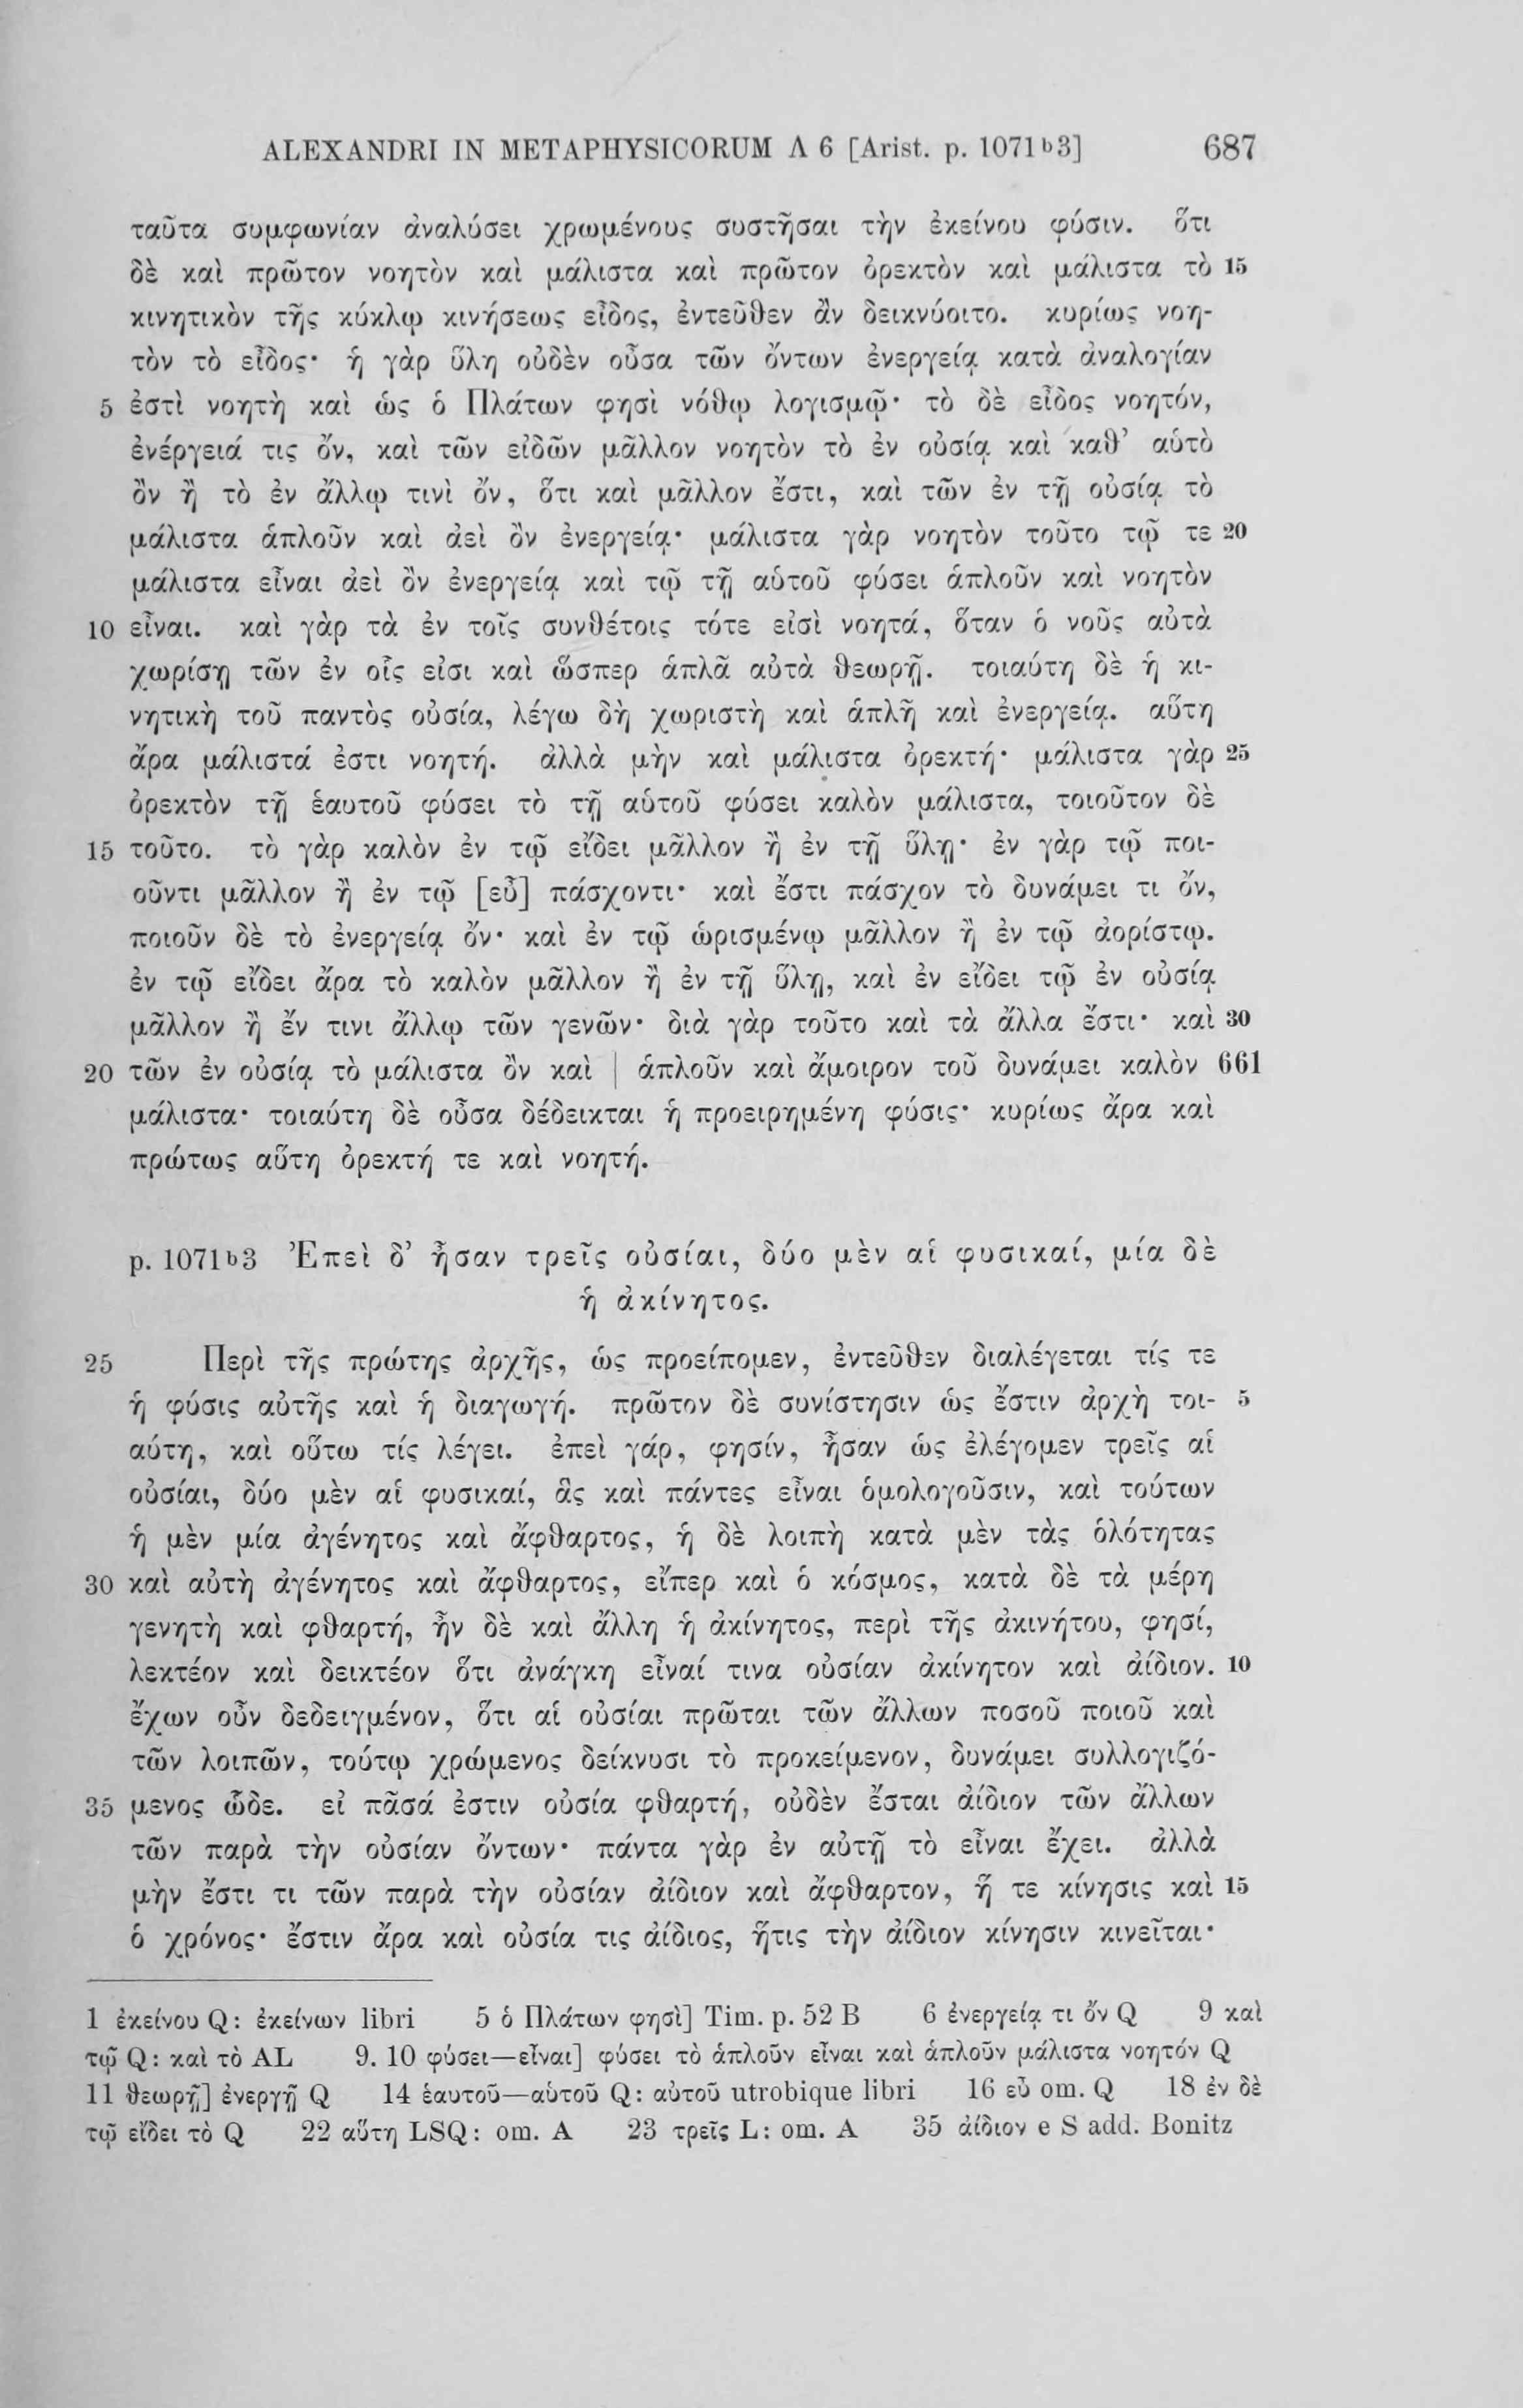 ALEXANDRI IN METAPHYSICORUM Λ 6 [Arist. p. 1071ᵇ3] 687
ταῦτα συμφωνίαν ἀναλύσει χρωμένους συστῆσαι τὴν ἐκείνου φύσιν. ὅτι
δὲ καὶ πρῶτον νοητὸν καὶ μάλιστα καὶ πρῶτον ὀρεκτὸν καὶ μάλιστα τὸ 15
κινητικὸν τῆς κύκλῳ κινήσεως εἶδος, ἐντεῦθεν ἂν δεικνύοιτο. κυρίως νοη-
τὸν τὸ εἶδος· ἡ γὰρ ὕλη οὐδὲν οὖσα τῶν ὄντων ἐνεργείᾳ κατὰ ἀναλογίαν
5 ἐστὶ νοητὴ καὶ ὡς ὁ Πλάτων φησὶ νόθῳ λογισμῷ· τὸ δὲ εἶδος νοητόν,
ἐνέργειά τις ὄν, καὶ τῶν εἰδῶν μᾶλλον νοητὸν τὸ ἐν οὐσίᾳ καὶ καθ’ αὑτὸ
ὂν ἢ τὸ ἐν ἄλλῳ τινὶ ὄν, ὅτι καὶ μᾶλλον ἔστι, καὶ τῶν ἐν τῇ οὐσίᾳ τὸ
μάλιστα ἁπλοῦν καὶ ἀεὶ ὂν ἐνεργείᾳ· μάλιστα γὰρ νοητὸν τοῦτο τῷ τε 20
μάλιστα εἶναι ἀεὶ ὂν ἐνεργείᾳ καὶ τῷ τῇ αὑτοῦ φύσει ἁπλοῦν καὶ νοητὸν
10 εἶναι. καὶ γὰρ τὰ ἐν τοῖς συνθέτοις τότε εἰσὶ νοητά, ὅταν ὁ νοῦς αὐτὰ
χωρίσῃ τῶν ἐν οἷς εἰσι καὶ ὥσπερ ἁπλᾶ αὐτὰ θεωρῇ. τοιαύτη δὲ ἡ κι-
νητικὴ τοῦ παντὸς οὐσία, λέγω δὴ χωριστὴ καὶ ἁπλῆ καὶ ἐνεργείᾳ. αὕτη
ἄρα μάλιστά ἐστι νοητή. ἀλλὰ μὴν καὶ μάλιστα ὀρεκτή· μάλιστα γὰρ 25
ὀρεκτὸν τῇ ἑαυτοῦ φύσει τὸ τῇ αὑτοῦ φύσει καλὸν μάλιστα, τοιοῦτον δὲ
15 τοῦτο. τὸ γὰρ καλὸν ἐν τῷ εἴδει μᾶλλον ἢ ἐν τῇ ὕλῃ· ἐν γὰρ τῷ ποι-
οῦντι μᾶλλον ἢ ἐν τῷ [εὖ] πάσχοντι· καὶ ἔστι πάσχον τὸ δυνάμει τι ὄν,
ποιοῦν δὲ τὸ ἐνεργείᾳ ὄν· καὶ ἐν τῷ ὡρισμένῳ μᾶλλον ἢ ἐν τῷ ἀορίστῳ.
ἐν τῷ εἴδει ἄρα τὸ καλὸν μᾶλλον ἢ ἐν τῇ ὕλῃ, καὶ ἐν εἴδει τῷ ἐν οὐσίᾳ
μᾶλλον ἢ ἔν τινι ἄλλῳ τῶν γενῶν· διὰ γὰρ τοῦτο καὶ τὰ ἄλλα ἔστι· καὶ 30
20 τῶν ἐν οὐσίᾳ τὸ μάλιστα ὂν καὶ | ἁπλοῦν καὶ ἄμοιρον τοῦ δυνάμει καλὸν 661
μάλιστα· τοιαύτη δὲ οὖσα δέδεικται ἡ προειρημένη φύσις· κυρίως ἄρα καὶ
πρώτως αὕτη ὀρεκτή τε καὶ νοητή.
p. 1071ᵇ3 Ἐπεὶ δ’ ἦσαν τρεῖς οὐσίαι, δύο μὲν αἱ φυσικαί, μία δὲ
ἡ ἀκίνητος.
25 Περὶ τῆς πρώτης ἀρχῆς, ὡς προείπομεν, ἐντεῦθεν διαλέγεται τίς τε
ἡ φύσις αὐτῆς καὶ ἡ διαγωγή. πρῶτον δὲ συνίστησιν ὡς ἔστιν ἀρχὴ τοι- 5
αύτη, καὶ οὕτω τίς λέγει. ἐπεὶ γάρ, φησίν, ἦσαν ὡς ἐλέγομεν τρεῖς αἱ
οὐσίαι, δύο μὲν αἱ φυσικαί, ἃς καὶ πάντες εἶναι ὁμολογοῦσιν, καὶ τούτων
ἡ μὲν μία ἀγένητος καὶ ἄφθαρτος, ἡ δὲ λοιπὴ κατὰ μὲν τὰς ὁλότητας
30 καὶ αὐτὴ ἀγένητος καὶ ἄφθαρτος, εἴπερ καὶ ὁ κόσμος, κατὰ δὲ τὰ μέρη
γενητὴ καὶ φθαρτή, ἦν δὲ καὶ ἄλλη ἡ ἀκίνητος, περὶ τῆς ἀκινήτου, φησί,
λεκτέον καὶ δεικτέον ὅτι ἀνάγκη εἶναί τινα οὐσίαν ἀκίνητον καὶ ἀίδιον. 10
ἔχων οὖν δεδειγμένον, ὅτι αἱ οὐσίαι πρῶται τῶν ἄλλων ποσοῦ ποιοῦ καὶ
τῶν λοιπῶν, τούτῳ χρώμενος δείκνυσι τὸ προκείμενον, δυνάμει συλλογιζό-
35 μενος ὧδε. εἰ πᾶσά ἐστιν οὐσία φθαρτή, οὐδὲν ἔσται ἀίδιον τῶν ἄλλων
τῶν παρὰ τὴν οὐσίαν ὄντων· πάντα γὰρ ἐν αὐτῇ τὸ εἶναι ἔχει. ἀλλὰ
μὴν ἔστι τι τῶν παρὰ τὴν οὐσίαν ἀίδιον καὶ ἄφθαρτον, ἥ τε κίνησις καὶ 15
ὁ χρόνος· ἔστιν ἄρα καὶ οὐσία τις ἀίδιος, ἥτις τὴν ἀίδιον κίνησιν κινεῖται·
1 ἐκείνου Q: ἐκείνων libri 5 ὁ Πλάτων φησὶ] Tim. p. 52 B 6 ἐνεργείᾳ τι ὄν Q 9 καὶ
τῷ Q: καὶ τὸ AL 9. 10 φύσει—εἶναι] φύσει τὸ ἁπλοῦν εἶναι καὶ ἁπλοῦν μάλιστα νοητόν Q
11 θεωρῇ] ἐνεργῇ Q 14 ἑαυτοῦ—αὑτοῦ Q: αὐτοῦ utrobique libri 16 εὖ om. Q 18 ἐν δὲ
τῷ εἴδει τὸ Q 22 αὕτη LSQ: om. A 23 τρεῖς L: om. A 35 ἀίδιον e S add. Bonitz